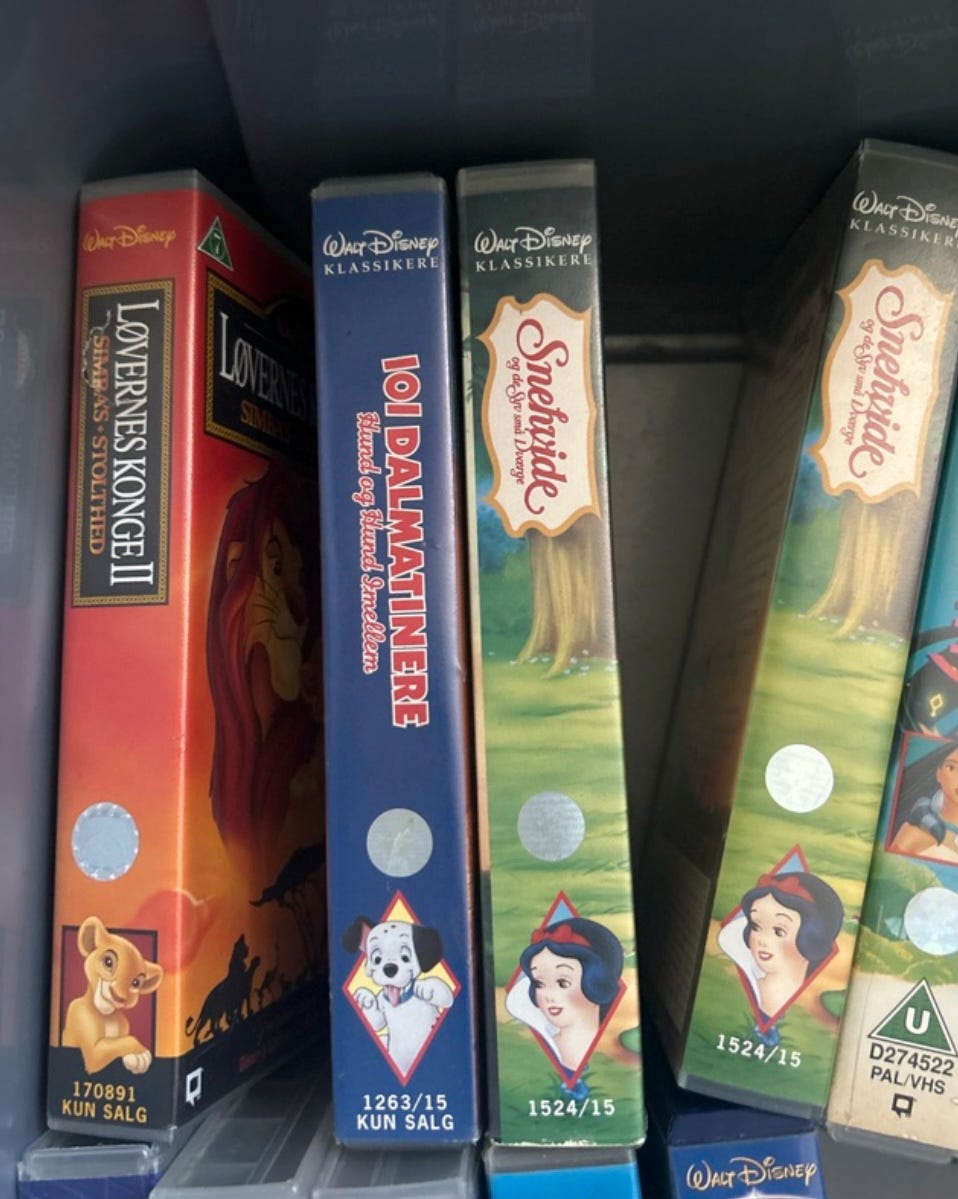 WALT DISNEY
LØVERNES KONGE II
SIMBA'S STOLTHED
170891
KUN SALG
7
LØVERNES
WALT DISNEY
KLASSIKERE
101 DALMATINERE
Hund og Hund Imellem
1263/15
KUN SALG
WALT DISNEY
KLASSIKERE
Snehvide
og de Syv små Dværge
1524/15
WALT DISNEY
KLASSIKERE
Snehvide
og de Syv små Dværge
1524/15
U
D274522
PAL/VHS
WALT DISNEY